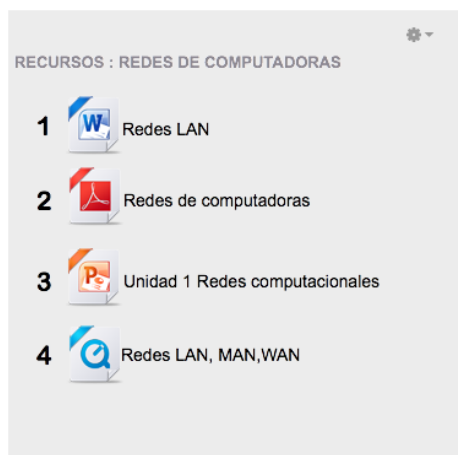 RECURSOS : REDES DE COMPUTADORAS
1 Redes LAN
2 Redes de computadoras
3 Unidad 1 Redes computacionales
4 Redes LAN, MAN,WAN